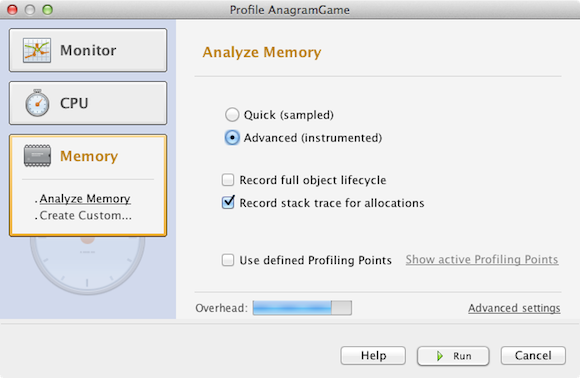 Profile AnagramGame
Monitor
CPU
Memory
Analyze Memory
Create Custom...
Analyze Memory
Quick (sampled)
Advanced (instrumented)
Record full object lifecycle
Record stack trace for allocations
Use defined Profiling Points Show active Profiling Points
Overhead: Advanced settings
Help Run Cancel